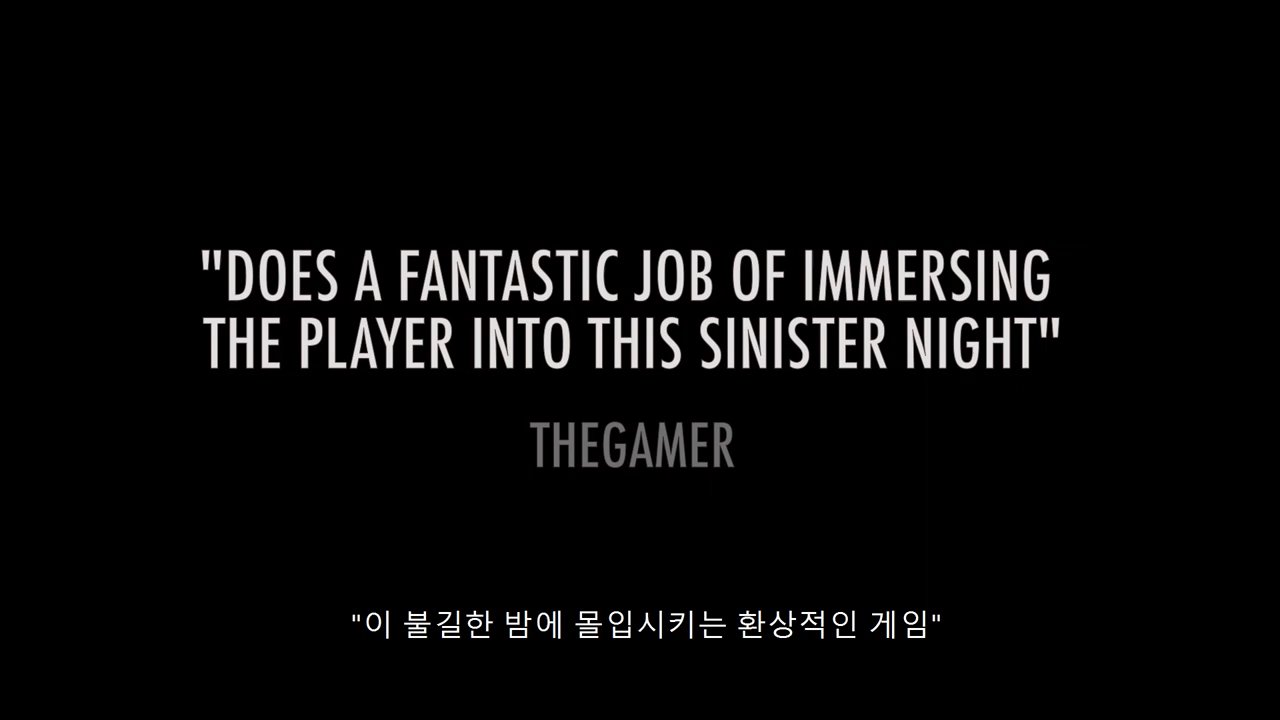 "DOES A FANTASTIC JOB OF IMMERSING
THE PLAYER INTO THIS SINISTER NIGHT"
THEGAMER
"이 불길한 밤에 몰입시키는 환상적인 게임"